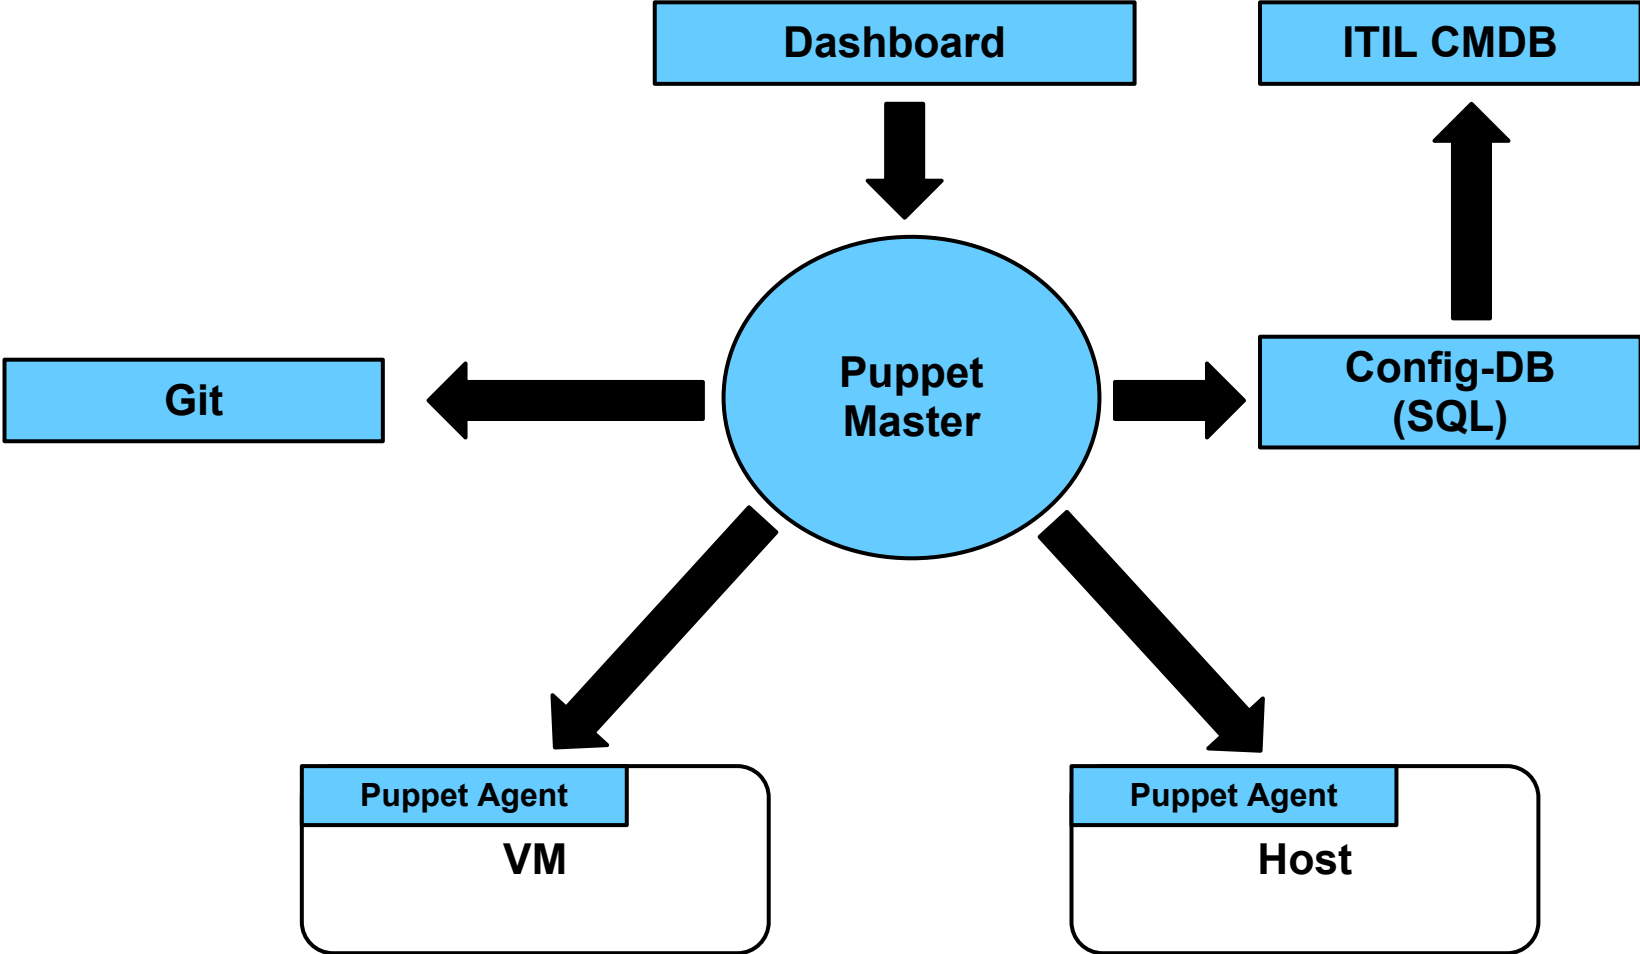 Dashboard
ITIL CMDB
Git
Puppet
Master
Config-DB
(SQL)
Puppet Agent
VM
Puppet Agent
Host